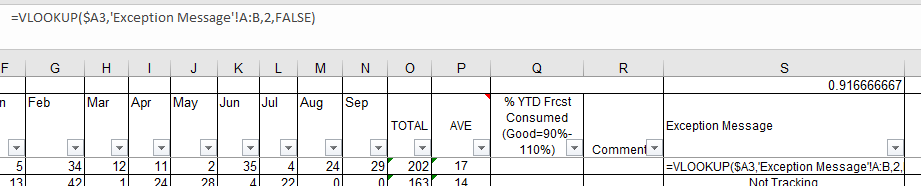 =VLOOKUP($A3,'Exception Message'!A:B,2,FALSE)
F G H I J K L M N O P Q R S
0.916666667
n Feb Mar Apr May Jun Jul Aug Sep % YTD Frcst
Consumed
TOTAL AVE (Good=90%- Exception Message
110%) Comment
5 34 12 11 2 35 4 24 29 202 17 =VLOOKUP($A3,'Exception Message'!A:B,2,
13 42 1 24 28 4 22 0 0 163 14 Not Tracking